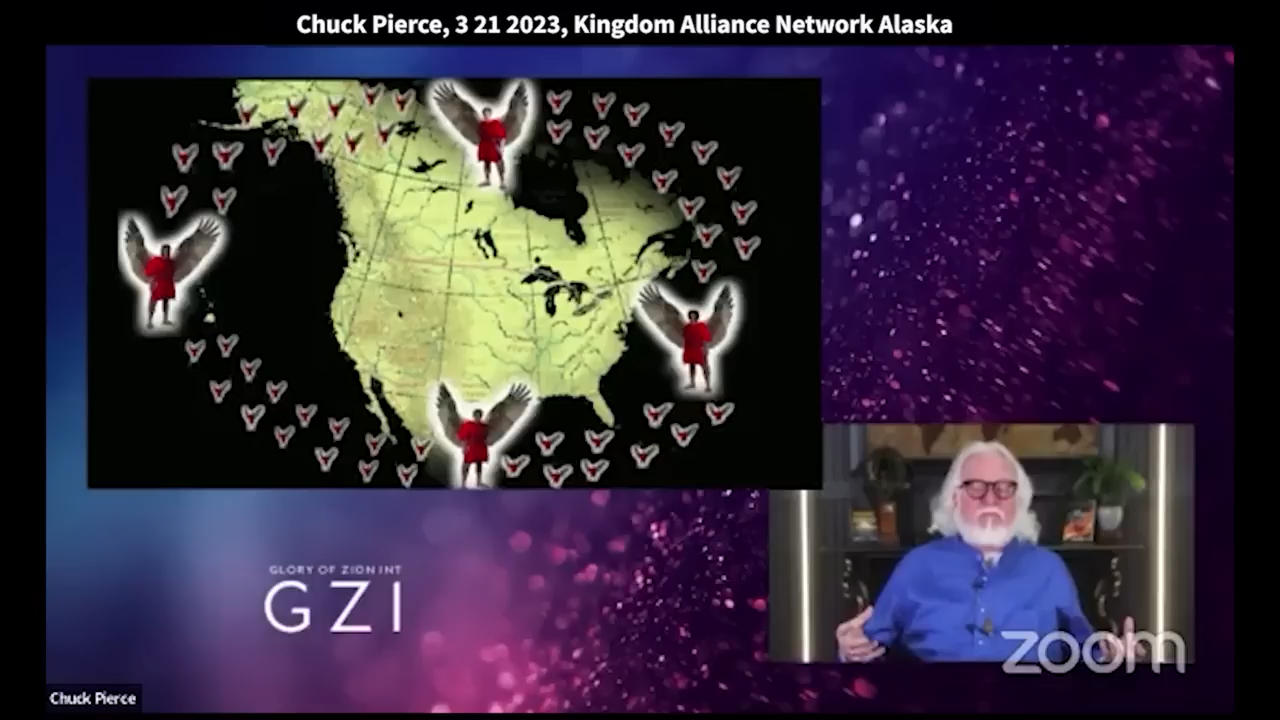 Chuck Pierce, 3 21 2023, Kingdom Alliance Network Alaska
GLORY OF ZION INT
GZI
zoom
Chuck Pierce